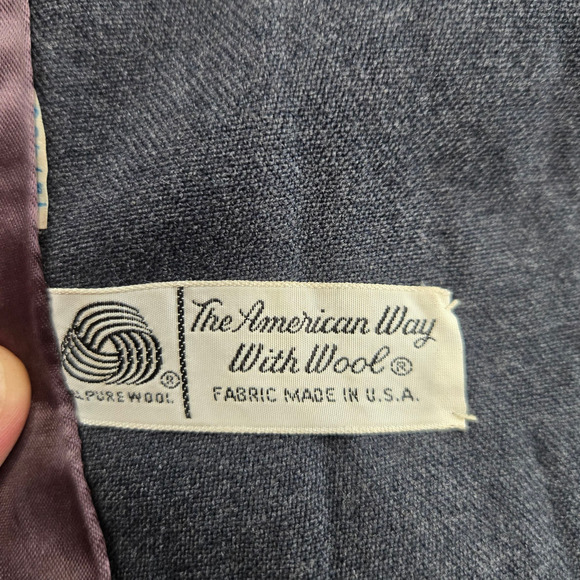 The American Way
With Wool ®
FABRIC MADE IN U.S.A.
®
PURE WOOL